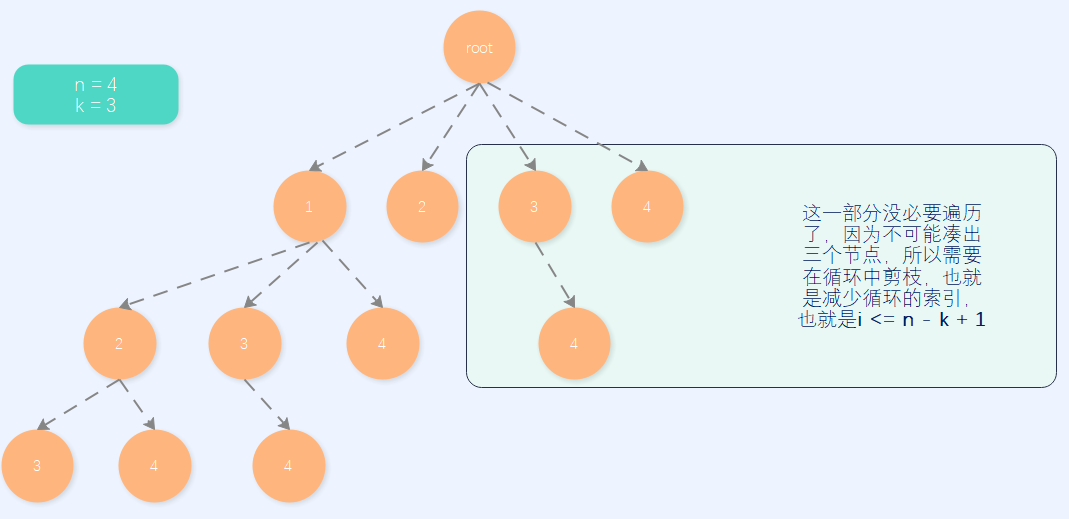 root
n = 4
k = 3
1
2
3
4
这一部分没必要遍历
了，因为不可能凑出
三个节点，所以需要
在循环中剪枝，也就
是减少循环的索引，
也就是i <= n - k + 1
2
3
4
4
3
4
4